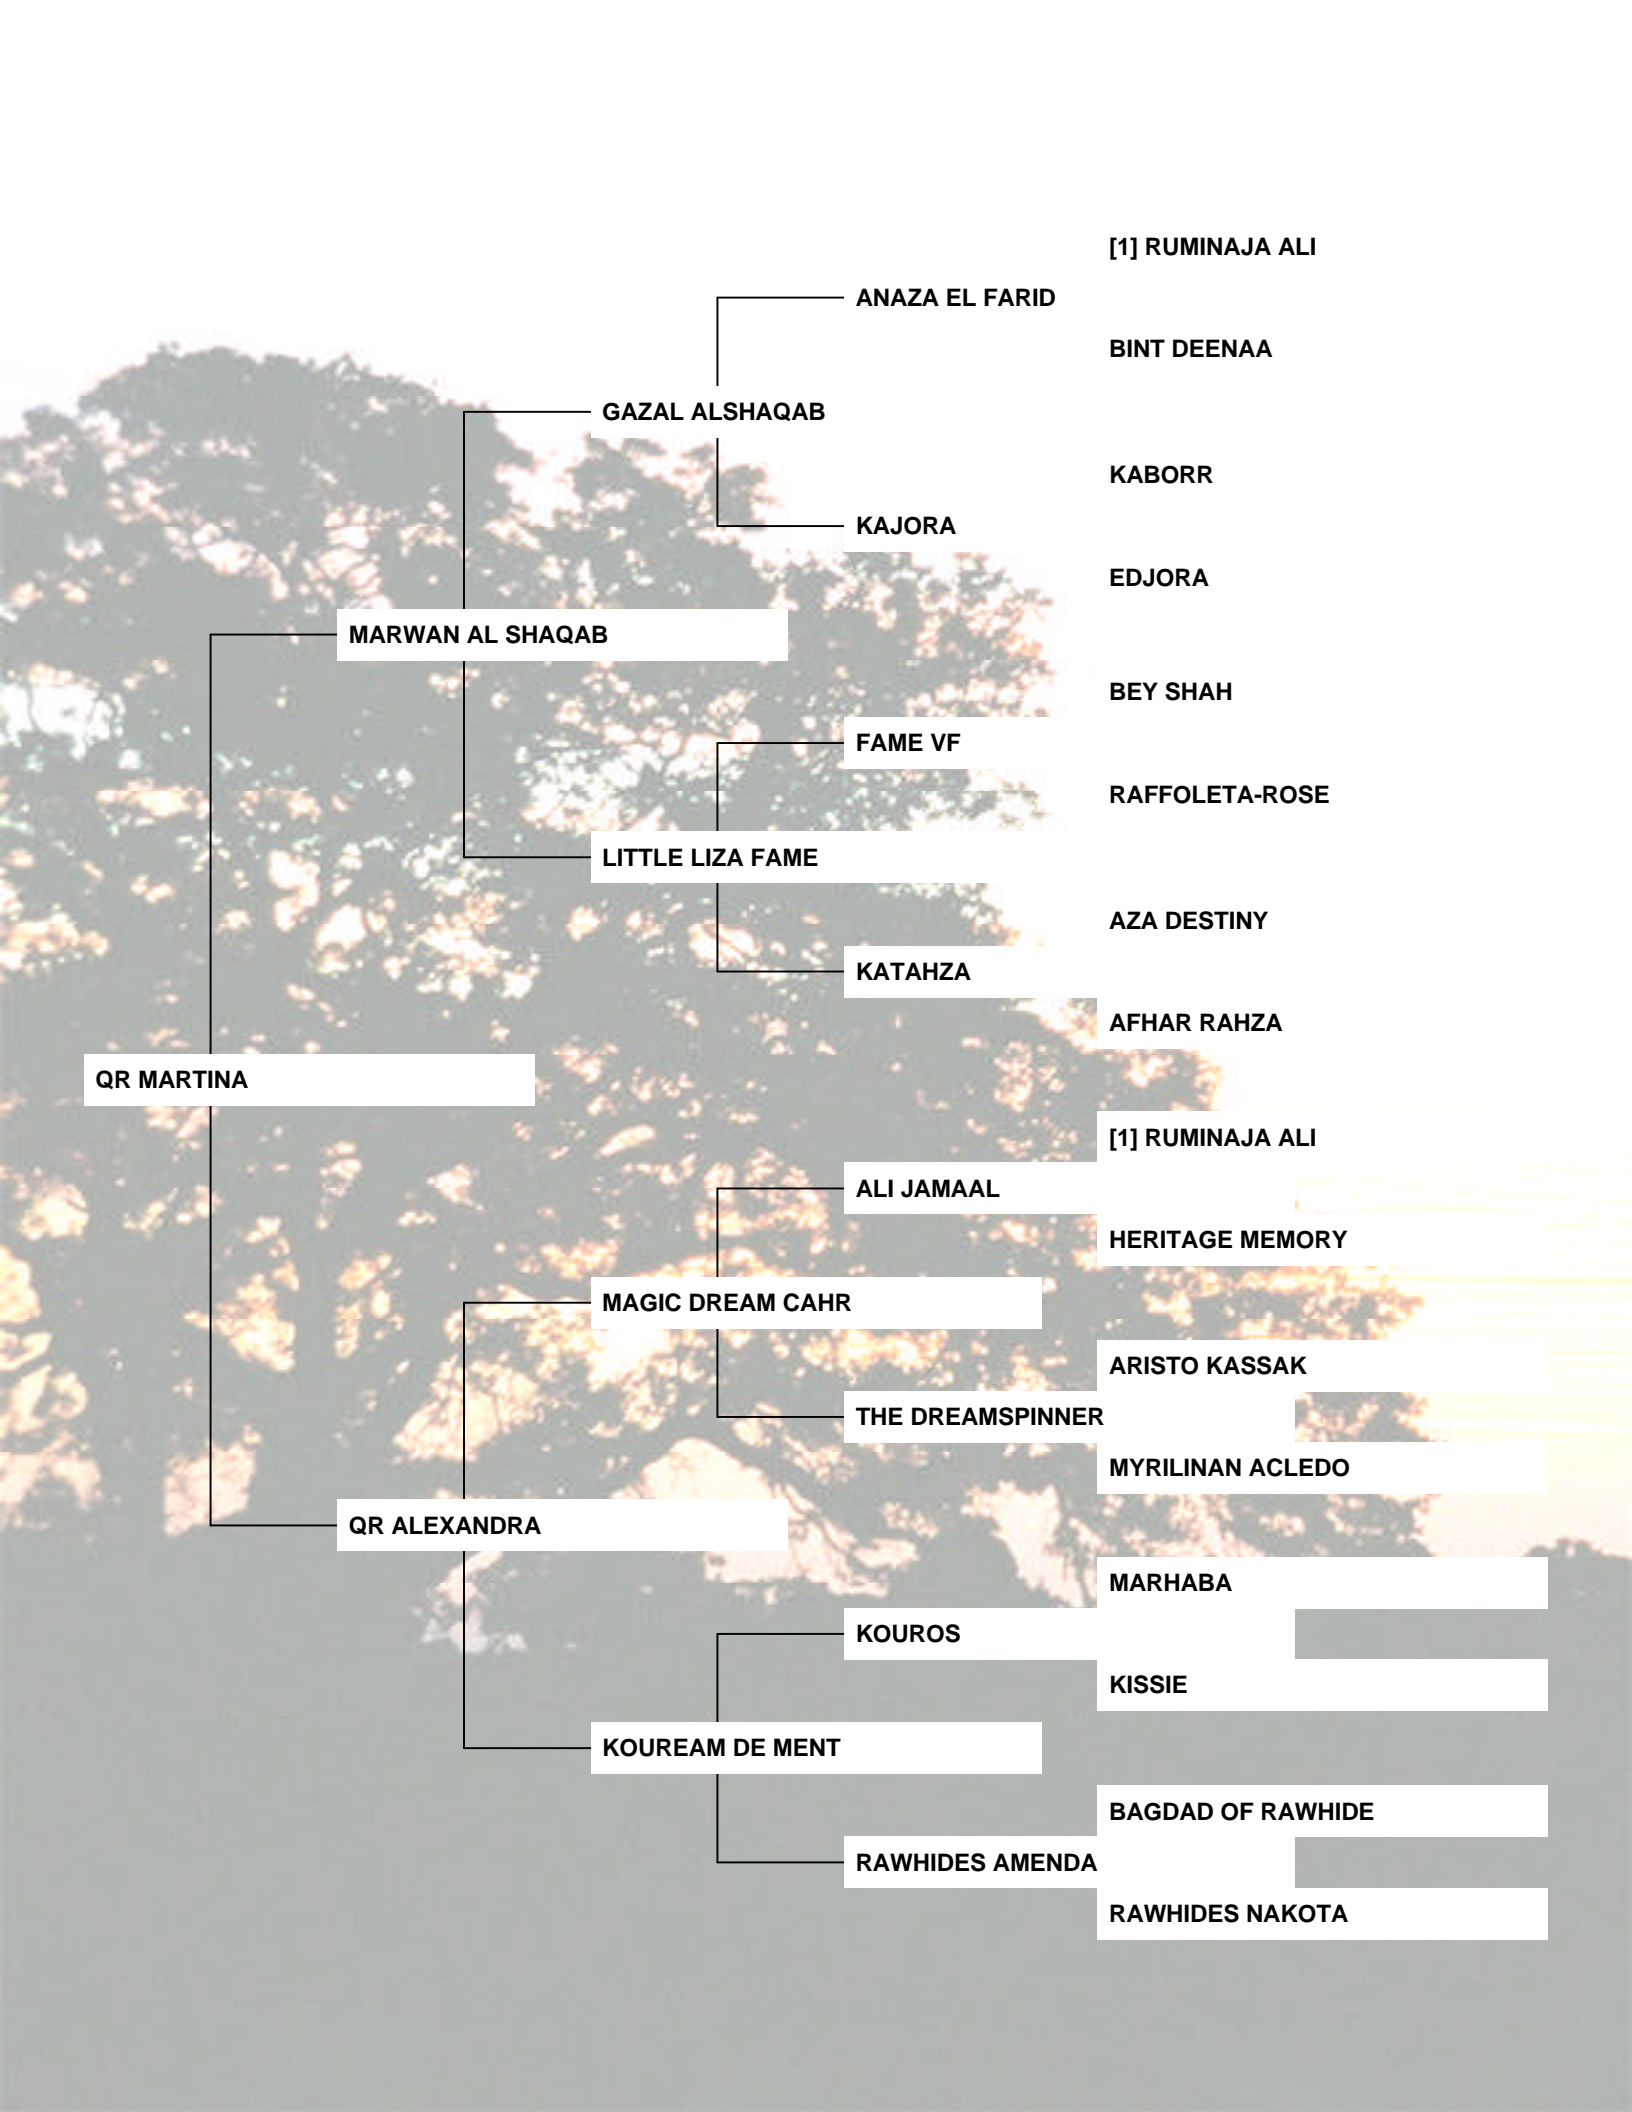 [1] RUMINAJA ALI
ANAZA EL FARID
BINT DEENAA
GAZAL ALSHAQAB
KABORR
KAJORA
EDJORA
MARWAN AL SHAQAB
BEY SHAH
FAME VF
RAFFOLETA-ROSE
LITTLE LIZA FAME
AZA DESTINY
KATAHZA
AFHAR RAHZA
QR MARTINA
[1] RUMINAJA ALI
ALI JAMAAL
HERITAGE MEMORY
MAGIC DREAM CAHR
ARISTO KASSAK
THE DREAMSPINNER
MYRILINAN ACLEDO
QR ALEXANDRA
MARHABA
KOUROS
KISSIE
KOUREAM DE MENT
BAGDAD OF RAWHIDE
RAWHIDES AMENDA
RAWHIDES NAKOTA